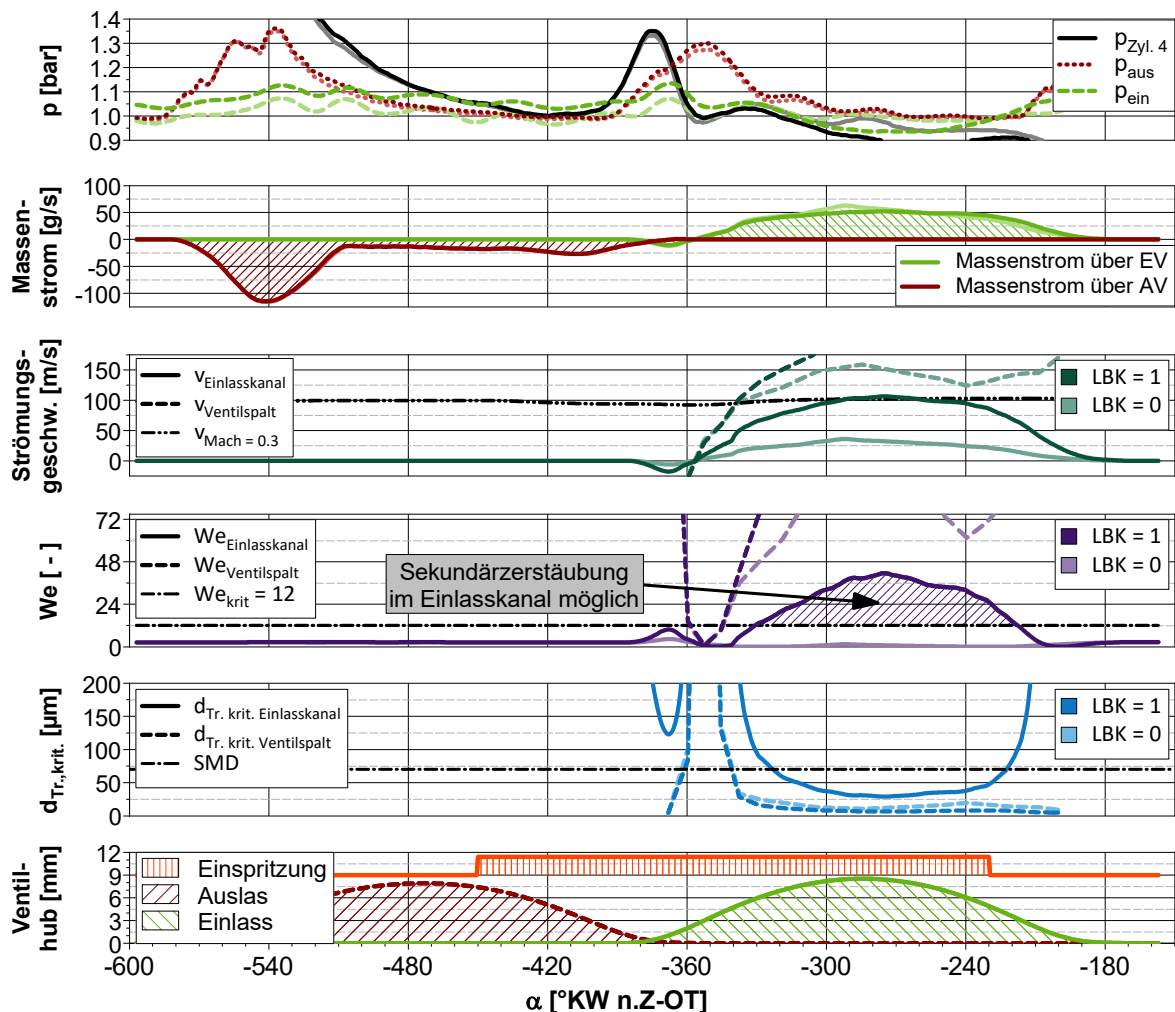 1.4
1.3
1.2
1.1
1.0
0.9
p [bar]
pZyl. 4
paus
pein
100
50
0
-50
-100
Massen-
strom [g/s]
Massenstrom über EV
Massenstrom über AV
150
100
50
0
Strömungs-
geschw. [m/s]
vEinlasskanal
vVentilspalt
vMach = 0.3
LBK = 1
LBK = 0
72
48
24
0
We [ - ]
WeEinlasskanal
WeVentilspalt
Wekrit = 12
Sekundärzerstäubung
im Einlasskanal möglich
LBK = 1
LBK = 0
200
150
100
50
0
dTr.,krit. [µm]
dTr. krit. Einlasskanal
dTr. krit. Ventilspalt
SMD
LBK = 1
LBK = 0
12
9
6
3
0
Ventil-
hub [mm]
Einspritzung
Auslas
Einlass
-600 -540 -480 -420 -360 -300 -240 -180
α [°KW n.Z-OT]